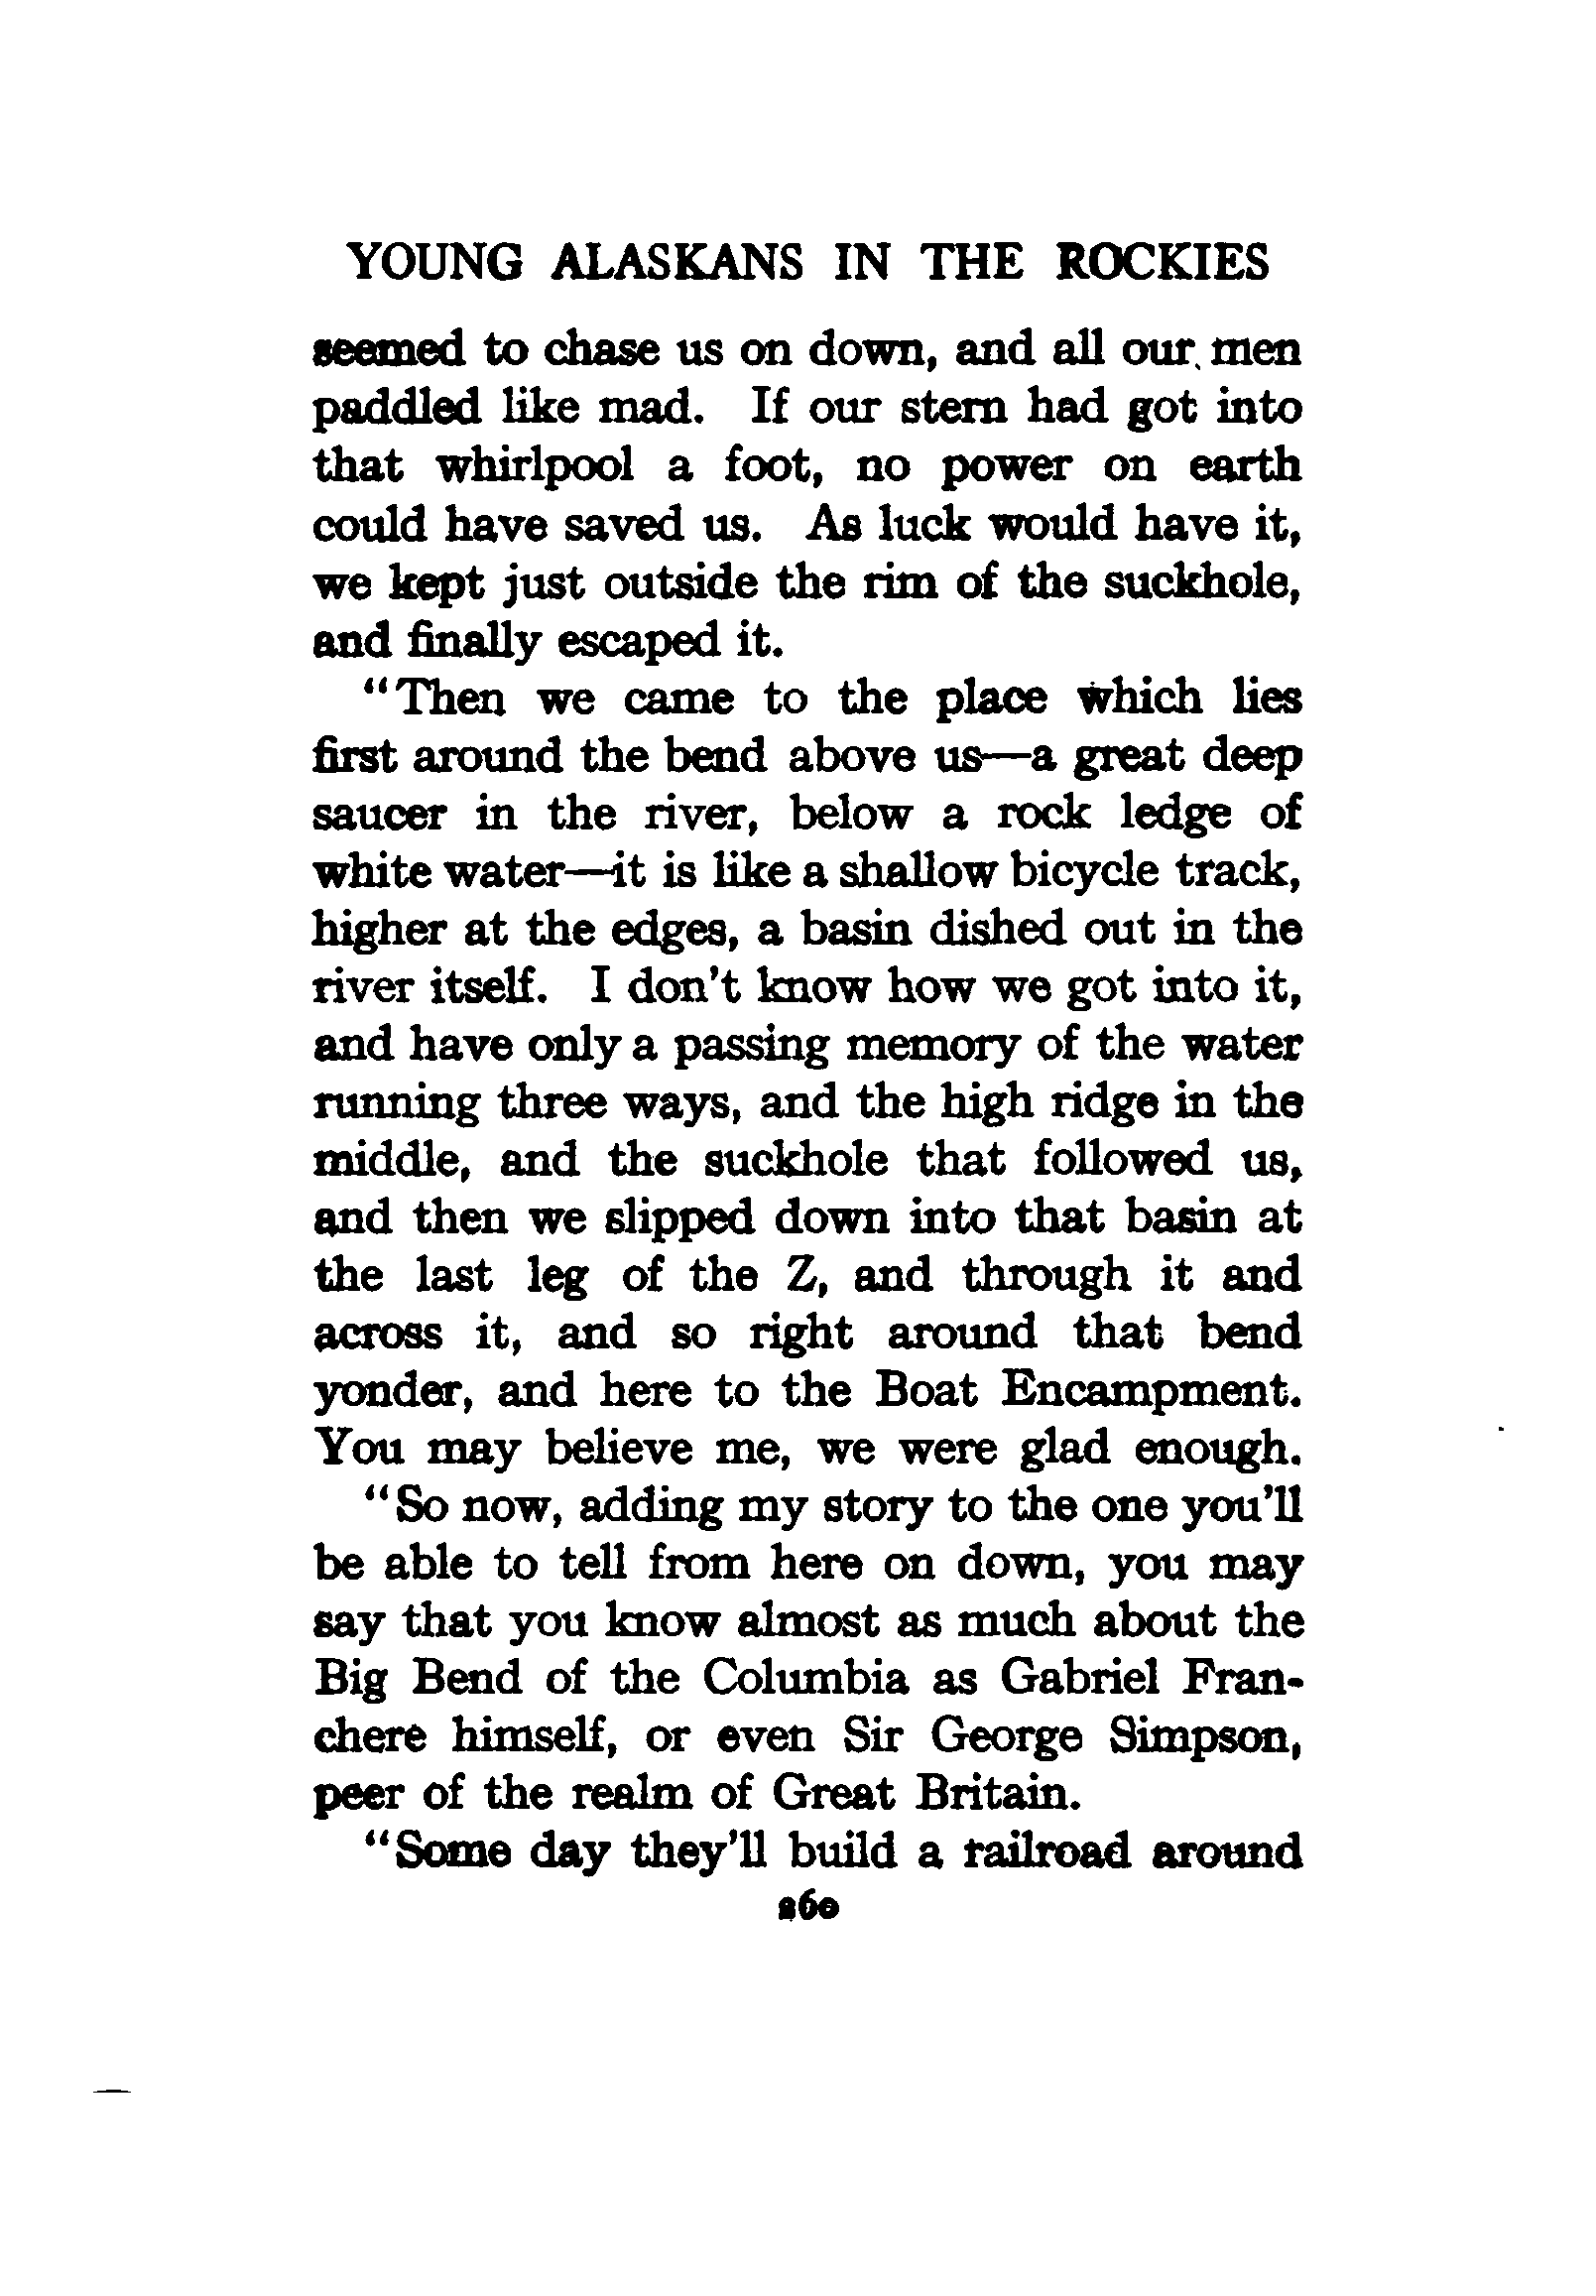 YOUNG ALASKANS IN THE ROCKIES
seemed to chase us on down, and all our men
paddled like mad. If our stern had got into
that whirlpool a foot, no power on earth
could have saved us. As luck would have it,
we kept just outside the rim of the suckhole,
and finally escaped it.
"Then we came to the place which lies
first around the bend above us—a great deep
saucer in the river, below a rock ledge of
white water—it is like a shallow bicycle track,
higher at the edges, a basin dished out in the
river itself. I don't know how we got into it,
and have only a passing memory of the water
running three ways, and the high ridge in the
middle, and the suckhole that followed us,
and then we slipped down into that basin at
the last leg of the Z, and through it and
across it, and so right around that bend
yonder, and here to the Boat Encampment.
You may believe me, we were glad enough.
"So now, adding my story to the one you'll
be able to tell from here on down, you may
say that you know almost as much about the
Big Bend of the Columbia as Gabriel Fran-
chere himself, or even Sir George Simpson,
peer of the realm of Great Britain.
"Some day they'll build a railroad around
260